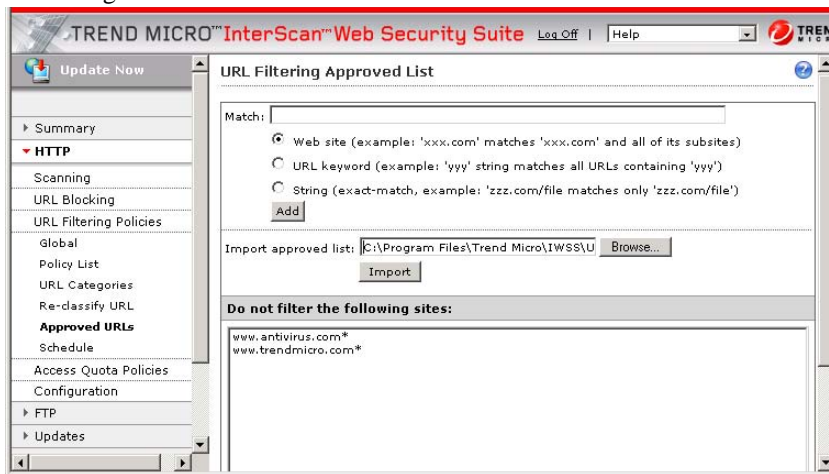 TREND MICRO™ InterScan™ Web Security Suite Log Off | Help
Update Now
Summary
HTTP
Scanning
URL Blocking
URL Filtering Policies
Global
Policy List
URL Categories
Re-classify URL
Approved URLs
Schedule
Access Quota Policies
Configuration
FTP
Updates
URL Filtering Approved List
Match:
Web site (example: 'xxx.com' matches 'xxx.com' and all of its subsites)
URL keyword (example: 'yyy' string matches all URLs containing 'yyy')
String (exact-match, example: 'zzz.com/file matches only 'zzz.com/file')
Add
Import approved list: C:\Program Files\Trend Micro\IWSS\U Browse...
Import
Do not filter the following sites:
www.antivirus.com*
www.trendmicro.com*